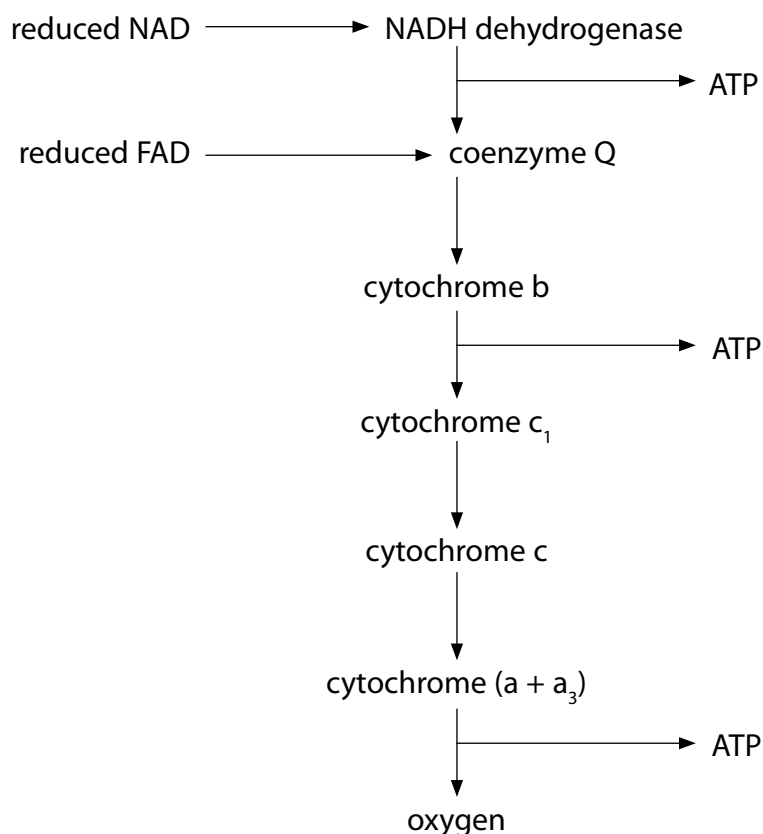 reduced NAD NADH dehydrogenase
ATP
reduced FAD coenzyme Q
cytochrome b
ATP
cytochrome c₁
cytochrome c
cytochrome (a + a₃)
ATP
oxygen